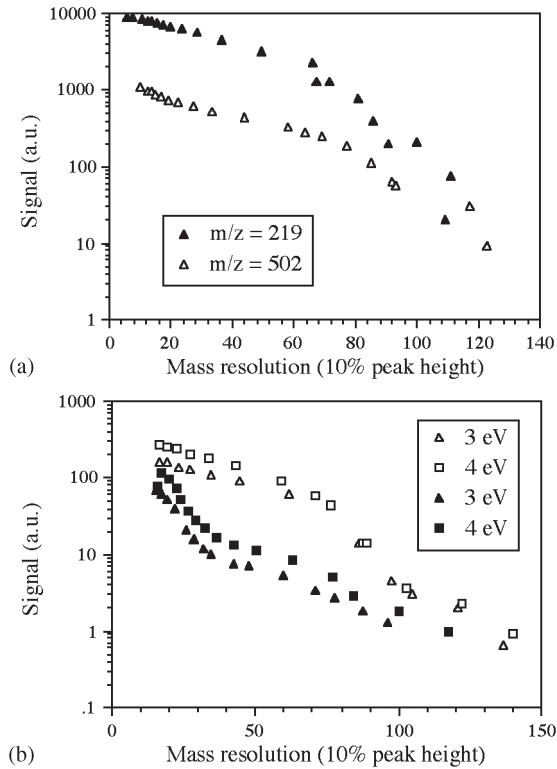 10000
1000
100
10
1
Signal (a.u.)
m/z = 219
m/z = 502
0 20 40 60 80 100 120 140
(a) Mass resolution (10% peak height)
1000
100
10
1
.1
Signal (a.u.)
3 eV
4 eV
3 eV
4 eV
0 50 100 150
(b) Mass resolution (10% peak height)